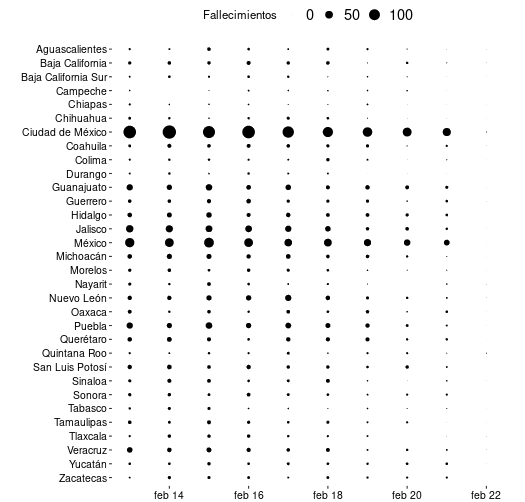 Fallecimientos 0 50 100
Aguascalientes
Baja California
Baja California Sur
Campeche
Chiapas
Chihuahua
Ciudad de México
Coahuila
Colima
Durango
Guanajuato
Guerrero
Hidalgo
Jalisco
México
Michoacán
Morelos
Nayarit
Nuevo León
Oaxaca
Puebla
Querétaro
Quintana Roo
San Luis Potosí
Sinaloa
Sonora
Tabasco
Tamaulipas
Tlaxcala
Veracruz
Yucatán
Zacatecas
feb 14 feb 16 feb 18 feb 20 feb 22